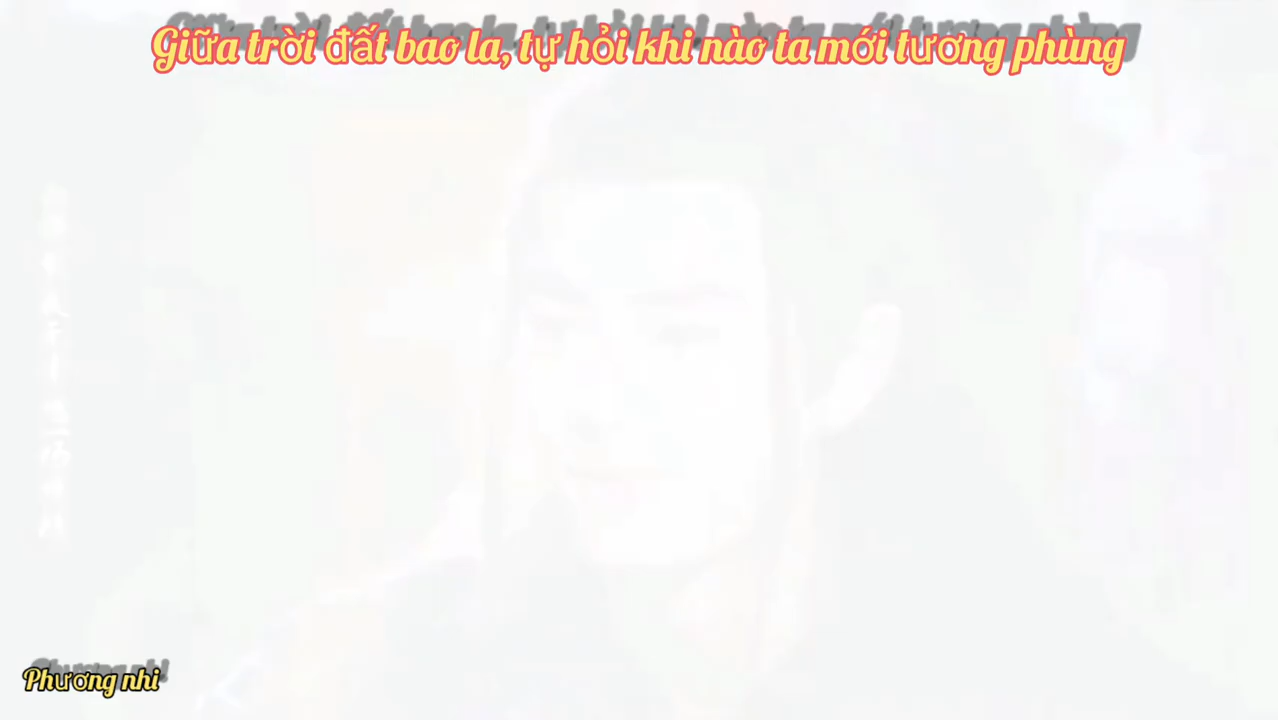 Giữa trời đất bao la, tự hỏi khi nào ta mới tương phùng
Phương nhi